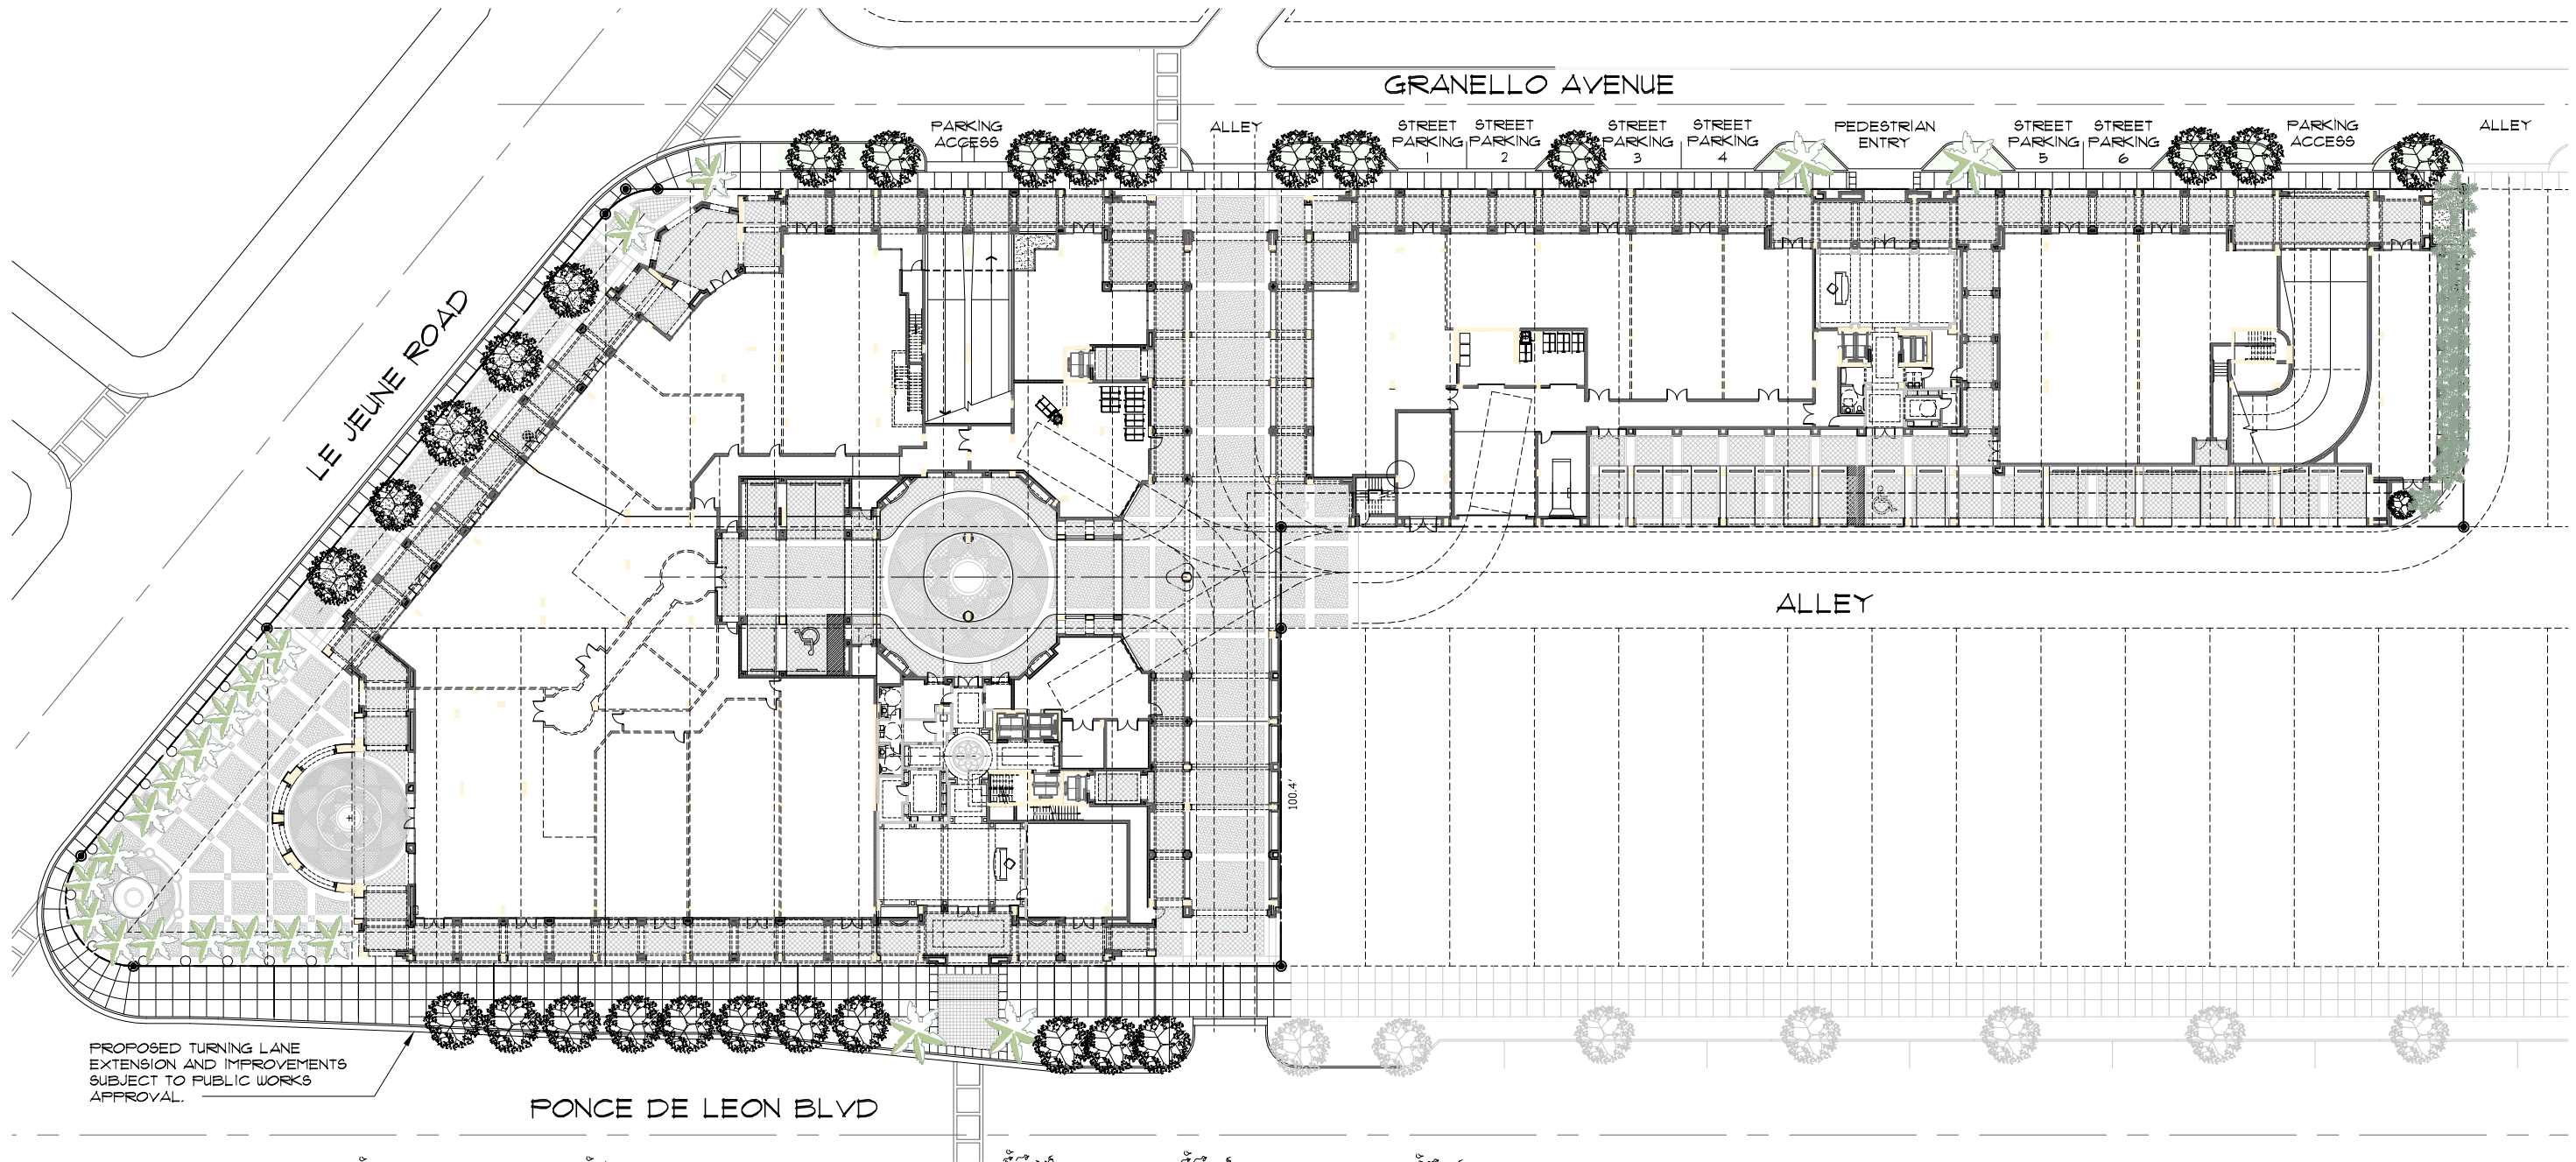 GRANELLO AVENUE
PARKING
ACCESS
ALLEY
STREET
PARKING
1
STREET
PARKING
2
STREET
PARKING
3
STREET
PARKING
4
PEDESTRIAN
ENTRY
STREET
PARKING
5
STREET
PARKING
6
PARKING
ACCESS
ALLEY
LE JEUNE ROAD
ALLEY
100.4'
PROPOSED TURNING LANE
EXTENSION AND IMPROVEMENTS
SUBJECT TO PUBLIC WORKS
APPROVAL.
PONCE DE LEON BLVD